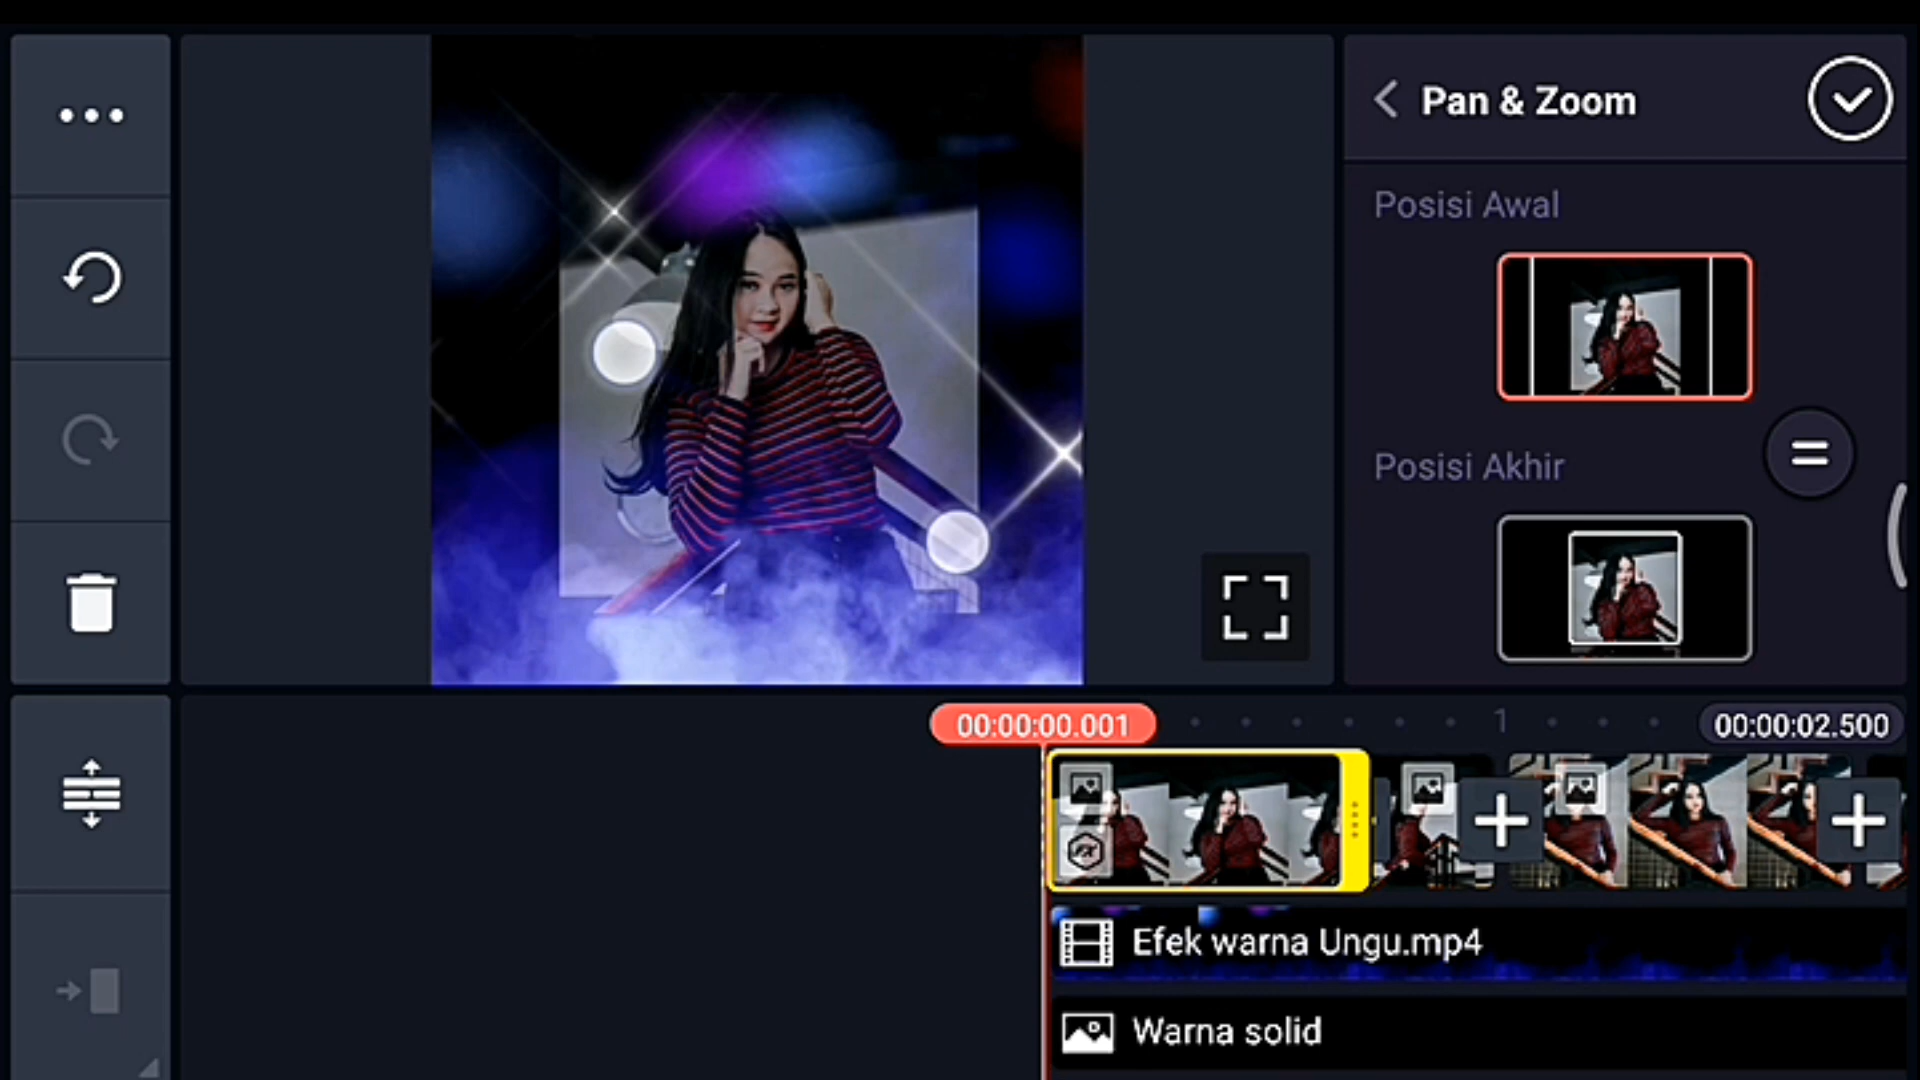 Pan & Zoom
Posisi Awal
Posisi Akhir
00:00:00.001
1
00:00:02.500
Efek warna Ungu.mp4
Warna solid